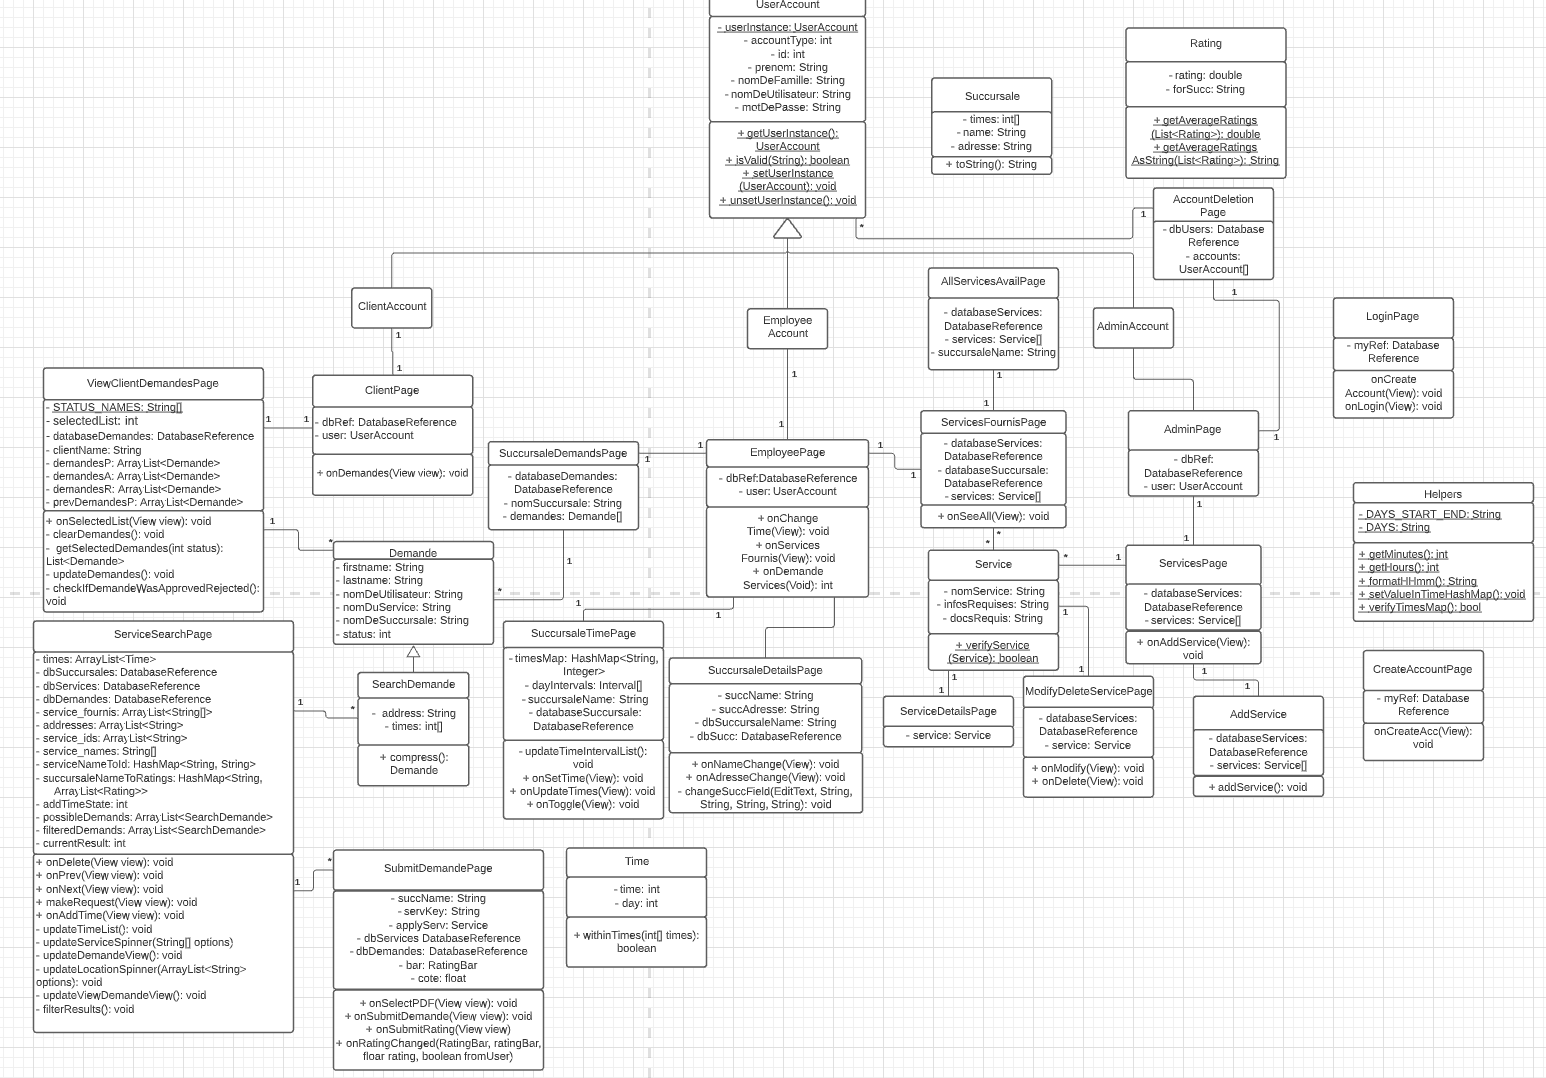 UserAccount
- userInstance: UserAccount
- accountType: int
- id: int
- prenom: String
- nomDeFamille: String
- nomDeUtilisateur: String
- motDePasse: String
+ getUserInstance():
UserAccount
+ isValid(String): boolean
+ setUserInstance
(UserAccount): void
+ unsetUserInstance(): void
Succursale
- times: int[]
- name: String
- adresse: String
+ toString(): String
Rating
- rating: double
- forSucc: String
+ getAverageRatings
(List<Rating>): double
+ getAverageRatings
AsString(List<Rating>): String
AccountDeletion
Page
- dbUsers: Database
Reference
- accounts:
UserAccount[]
*
1
1
1
ClientAccount
1
1
Employee
Account
1
1
AllServicesAvailPage
- databaseServices:
DatabaseReference
- services: Service[]
- succursaleName: String
1
1
AdminAccount
LoginPage
- myRef: Database
Reference
onCreate
Account(View): void
onLogin(View): void
ViewClientDemandesPage
- STATUS_NAMES: String[]
- selectedList: int
- databaseDemandes: DatabaseReference
- clientName: String
- demandesP: ArrayList<Demande>
- demandesA: ArrayList<Demande>
- demandesR: ArrayList<Demande>
- prevDemandesP: ArrayList<Demande>
+ onSelectedList(View view): void
- clearDemandes(): void
- getSelectedDemandes(int status):
List<Demande>
- updateDemandes(): void
- checkIfDemandeWasApprovedRejected():
void
1
1
1
*
ClientPage
- dbRef: DatabaseReference
- user: UserAccount
+ onDemandes(View view): void
SuccursaleDemandsPage
- databaseDemandes:
DatabaseReference
- nomSuccursale: String
- demandes: Demande[]
1
1
1
*
EmployeePage
- dbRef:DatabaseReference
- user: UserAccount
+ onChange
Time(View): void
+ onServices
Fournis(View): void
+ onDemande
Services(Void): int
1
1
1
1
ServicesFournisPage
- databaseServices:
DatabaseReference
- databaseSuccursale:
DatabaseReference
- services: Service[]
+ onSeeAll(View): void
*
*
AdminPage
- dbRef:
DatabaseReference
- user: UserAccount
1
1
Helpers
- DAYS_START_END: String
- DAYS: String
+ getMinutes(): int
+ getHours(): int
+ formatHHmm(): String
+ setValueInTimeHashMap(): void
+ verifyTimesMap(): bool
Demande
- firstname: String
- lastname: String
- nomDeUtilisateur: String
- nomDuService: String
- nomDeSuccursale: String
- status: int
Service
- nomService: String
- infosRequises: String
- docsRequis: String
+ verifyService
(Service): boolean
*
1
1
1
1
1
ServicesPage
- databaseServices:
DatabaseReference
- services: Service[]
+ onAddService(View):
void
1
1
ServiceSearchPage
- times: ArrayList<Time>
- dbSuccursales: DatabaseReference
- dbServices: DatabaseReference
- dbDemandes: DatabaseReference
- service_fournis: ArrayList<String[]>
- addresses: ArrayList<String>
- service_ids: ArrayList<String>
- service_names: String[]
- serviceNameToId: HashMap<String, String>
- succursaleNameToRatings: HashMap<String,
ArrayList<Rating>>
- addTimeState: int
- possibleDemands: ArrayList<SearchDemande>
- filteredDemands: ArrayList<SearchDemande>
- currentResult: int
+ onDelete(View view): void
+ onPrev(View view): void
+ onNext(View view): void
+ makeRequest(View view): void
+ onAddTime(View view): void
- updateTimeList(): void
- updateServiceSpinner(String[] options)
- updateDemandeView(): void
- updateLocationSpinner(ArrayList<String>
options): void
- updateViewDemandeView(): void
- filterResults(): void
1
*
1
*
SearchDemande
- address: String
- times: int[]
+ compress():
Demande
SuccursaleTimePage
- timesMap: HashMap<String,
Integer>
- dayIntervals: Interval[]
- succursaleName: String
- databaseSuccursale:
DatabaseReference
- updateTimeIntervalList():
void
+ onSetTime(View): void
+ onUpdateTimes(View): void
+ onToggle(View): void
SuccursaleDetailsPage
- succName: String
- succAdresse: String
- dbSuccursaleName: String
- dbSucc: DatabaseReference
+ onNameChange(View): void
+ onAdresseChange(View): void
- changeSuccField(EditText, String,
String, String, String): void
ServiceDetailsPage
- service: Service
ModifyDeleteServicePage
- databaseServices:
DatabaseReference
- service: Service
+ onModify(View): void
+ onDelete(View): void
AddService
- databaseServices:
DatabaseReference
- services: Service[]
+ addService(): void
CreateAccountPage
- myRef: Database
Reference
onCreateAcc(View):
void
SubmitDemandePage
- succName: String
- servKey: String
- applyServ: Service
- dbServices DatabaseReference
- dbDemandes: DatabaseReference
- bar: RatingBar
- cote: float
+ onSelectPDF(View view): void
+ onSubmitDemande(View view): void
+ onSubmitRating(View view)
+ onRatingChanged(RatingBar, ratingBar,
floar rating, boolean fromUser)
Time
- time: int
- day: int
+ withinTimes(int[] times):
boolean